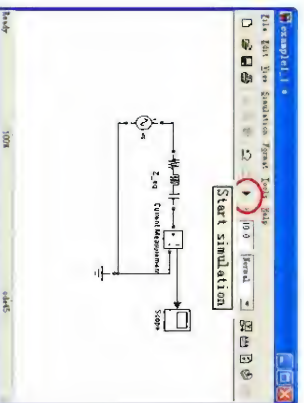 example1_1 *
File Edit View Simulation Format Tools Help
10.0 Normal
Start simulation
Z_eq
Current Measurement
Scope
Ready 100% ode45